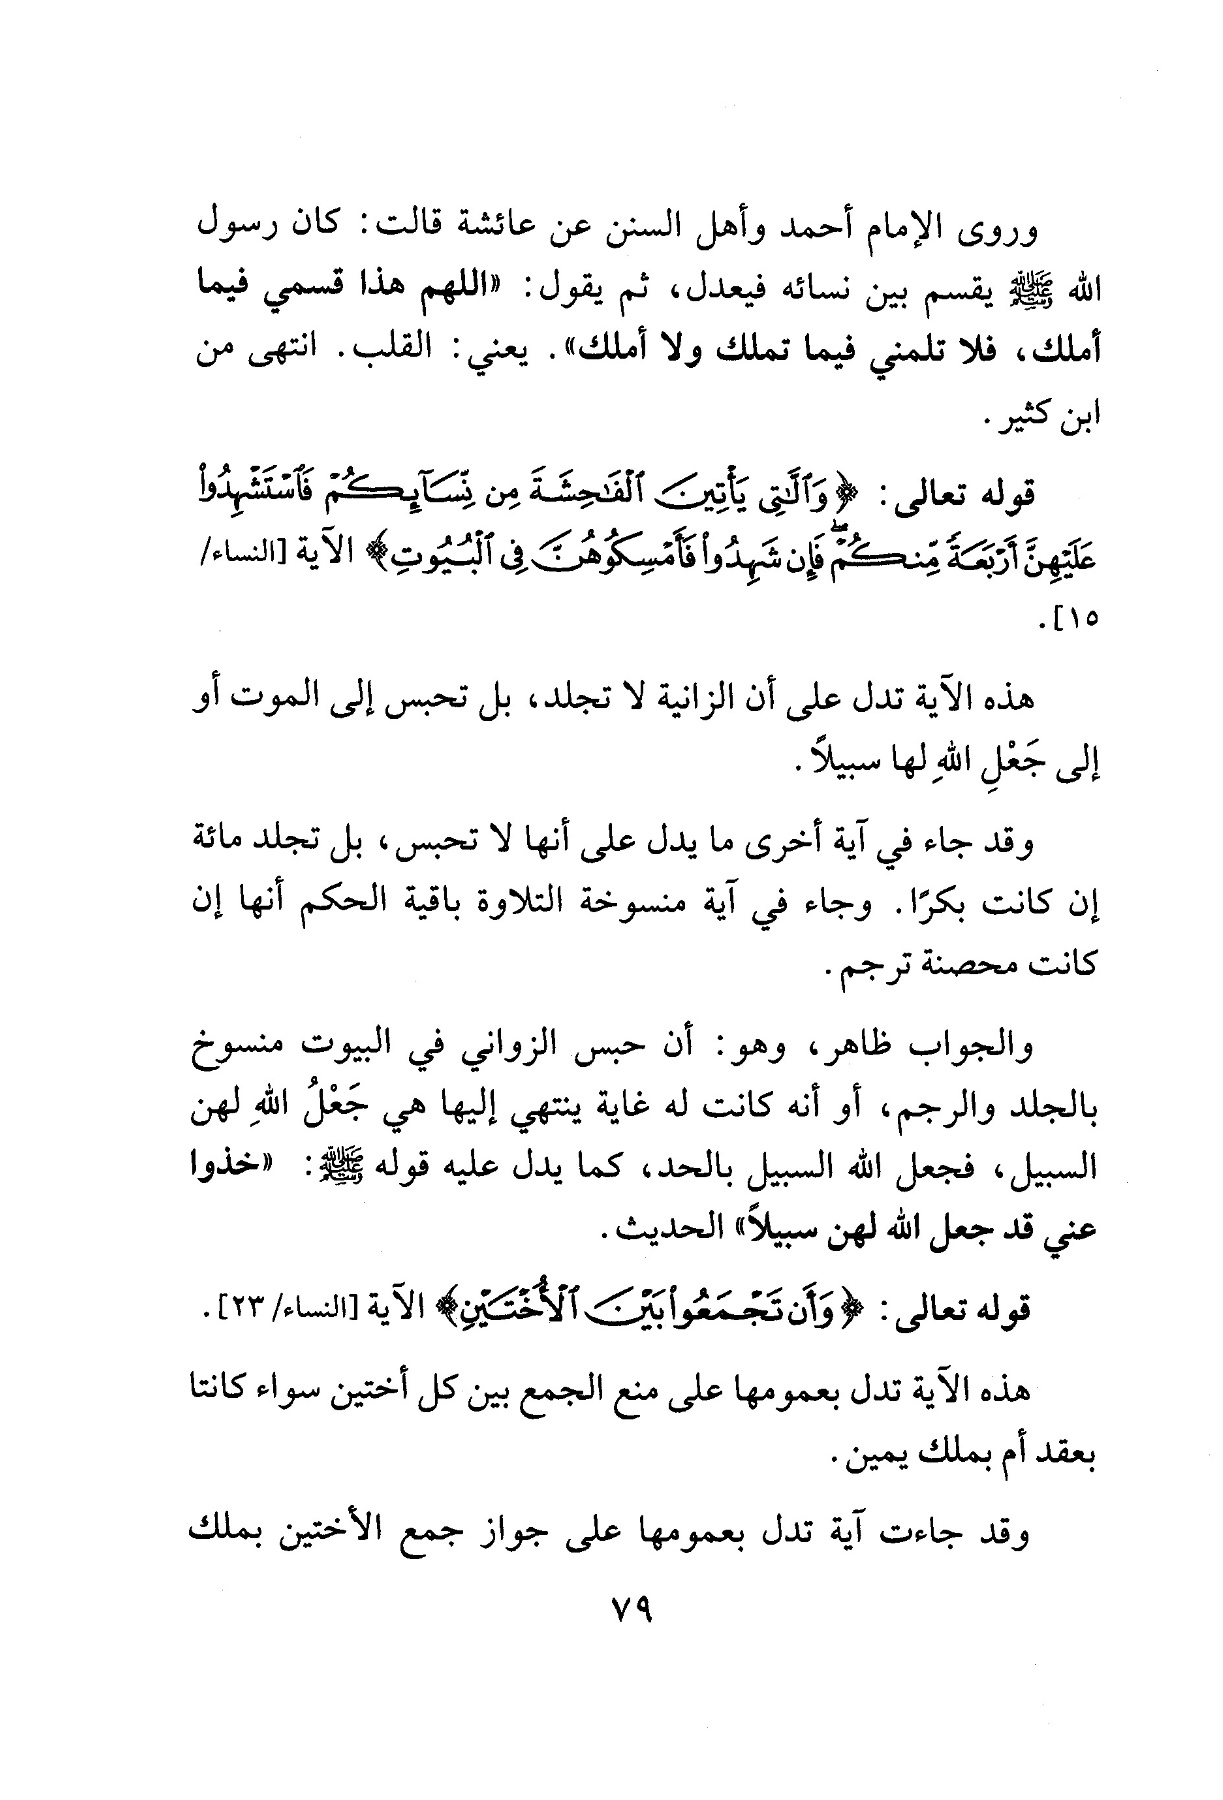 وروى الإمام أحمد وأهل السنن عن عائشة قالت: كان رسول
الله ﷺ يقسم بين نسائه فيعدل، ثم يقول: «اللهم هذا قسمي فيما
أملك، فلا تلمني فيما تملك ولا أملك». يعني: القلب. انتهى من
ابن كثير.
قوله تعالى: ﴿وَٱلَّٰتِى يَأۡتِينَ ٱلۡفَٰحِشَةَ مِن نِّسَآئِكُمۡ فَٱسۡتَشۡهِدُواْ
عَلَيۡهِنَّ أَرۡبَعَةٗ مِّنكُمۡۖ فَإِن شَهِدُواْ فَأَمۡسِكُوهُنَّ فِى ٱلۡبُيُوتِ﴾ الآية [النساء/
١٥].
هذه الآية تدل على أن الزانية لا تجلد، بل تحبس إلى الموت أو
إلى جَعْلِ اللهِ لها سبيلاً.
وقد جاء في آية أخرى ما يدل على أنها لا تحبس، بل تجلد مائة
إن كانت بكرًا. وجاء في آية منسوخة التلاوة باقية الحكم أنها إن
كانت محصنة ترجم.
والجواب ظاهر، وهو: أن حبس الزواني في البيوت منسوخ
بالجلد والرجم، أو أنه كانت له غاية ينتهي إليها هي جَعْلُ اللهِ لهن
السبيل، فجعل الله السبيل بالحد، كما يدل عليه قوله ﷺ: «خذوا
عني قد جعل الله لهن سبيلاً» الحديث.
قوله تعالى: ﴿وَأَن تَجۡمَعُواْ بَيۡنَ ٱلۡأُخۡتَيۡنِ﴾ الآية [النساء/ ٢٣].
هذه الآية تدل بعمومها على منع الجمع بين كل أختين سواء كانتا
بعقد أم بملك يمين.
وقد جاءت آية تدل بعمومها على جواز جمع الأختين بملك
٧٩